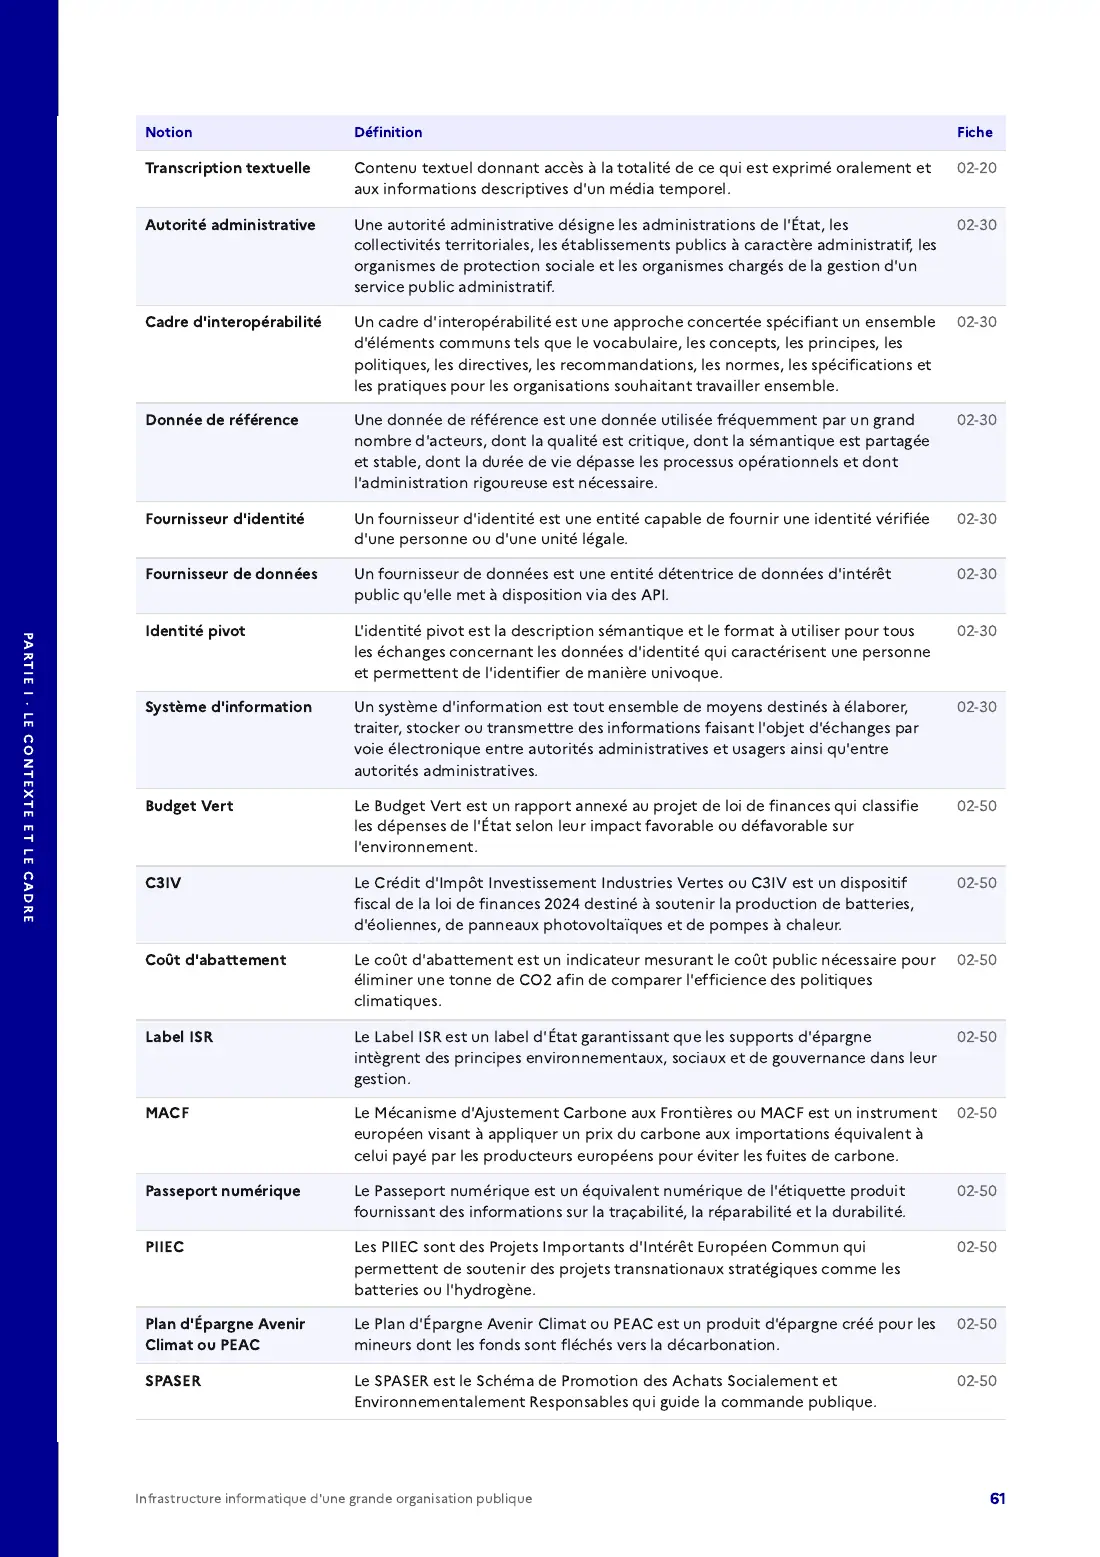 Notion Définition Fiche
Transcription textuelle Contenu textuel donnant accès à la totalité de ce qui est exprimé oralement et 02-20
aux informations descriptives d'un média temporel.
Autorité administrative Une autorité administrative désigne les administrations de l'État, les 02-30
collectivités territoriales, les établissements publics à caractère administratif, les
organismes de protection sociale et les organismes chargés de la gestion d'un
service public administratif.
Cadre d'interopérabilité Un cadre d'interopérabilité est une approche concertée spécifiant un ensemble 02-30
d'éléments communs tels que le vocabulaire, les concepts, les principes, les
politiques, les directives, les recommandations, les normes, les spécifications et
les pratiques pour les organisations souhaitant travailler ensemble.
Donnée de référence Une donnée de référence est une donnée utilisée fréquemment par un grand 02-30
nombre d'acteurs, dont la qualité est critique, dont la sémantique est partagée
et stable, dont la durée de vie dépasse les processus opérationnels et dont
l'administration rigoureuse est nécessaire.
Fournisseur d'identité Un fournisseur d'identité est une entité capable de fournir une identité vérifiée 02-30
d'une personne ou d'une unité légale.
Fournisseur de données Un fournisseur de données est une entité détentrice de données d'intérêt 02-30
public qu'elle met à disposition via des API.
Identité pivot L'identité pivot est la description sémantique et le format à utiliser pour tous 02-30
les échanges concernant les données d'identité qui caractérisent une personne
et permettent de l'identifier de manière univoque.
Système d'information Un système d'information est tout ensemble de moyens destinés à élaborer, 02-30
traiter, stocker ou transmettre des informations faisant l'objet d'échanges par
voie électronique entre autorités administratives et usagers ainsi qu'entre
autorités administratives.
Budget Vert Le Budget Vert est un rapport annexé au projet de loi de finances qui classifie 02-50
les dépenses de l'État selon leur impact favorable ou défavorable sur
l'environnement.
C3IV Le Crédit d'Impôt Investissement Industries Vertes ou C3IV est un dispositif 02-50
fiscal de la loi de finances 2024 destiné à soutenir la production de batteries,
d'éoliennes, de panneaux photovoltaïques et de pompes à chaleur.
Coût d'abattement Le coût d'abattement est un indicateur mesurant le coût public nécessaire pour 02-50
éliminer une tonne de CO2 afin de comparer l'efficience des politiques
climatiques.
Label ISR Le Label ISR est un label d'État garantissant que les supports d'épargne 02-50
intègrent des principes environnementaux, sociaux et de gouvernance dans leur
gestion.
MACF Le Mécanisme d'Ajustement Carbone aux Frontières ou MACF est un instrument 02-50
européen visant à appliquer un prix du carbone aux importations équivalent à
celui payé par les producteurs européens pour éviter les fuites de carbone.
Passeport numérique Le Passeport numérique est un équivalent numérique de l'étiquette produit 02-50
fournissant des informations sur la traçabilité, la réparabilité et la durabilité.
PIIEC Les PIIEC sont des Projets Importants d'Intérêt Européen Commun qui 02-50
permettent de soutenir des projets transnationaux stratégiques comme les
batteries ou l'hydrogène.
Plan d'Épargne Avenir Le Plan d'Épargne Avenir Climat ou PEAC est un produit d'épargne créé pour les 02-50
Climat ou PEAC mineurs dont les fonds sont fléchés vers la décarbonation.
SPASER Le SPASER est le Schéma de Promotion des Achats Socialement et 02-50
Environnementalement Responsables qui guide la commande publique.
PARTIE I · LE CONTEXTE ET LE CADRE
Infrastructure informatique d'une grande organisation publique 61